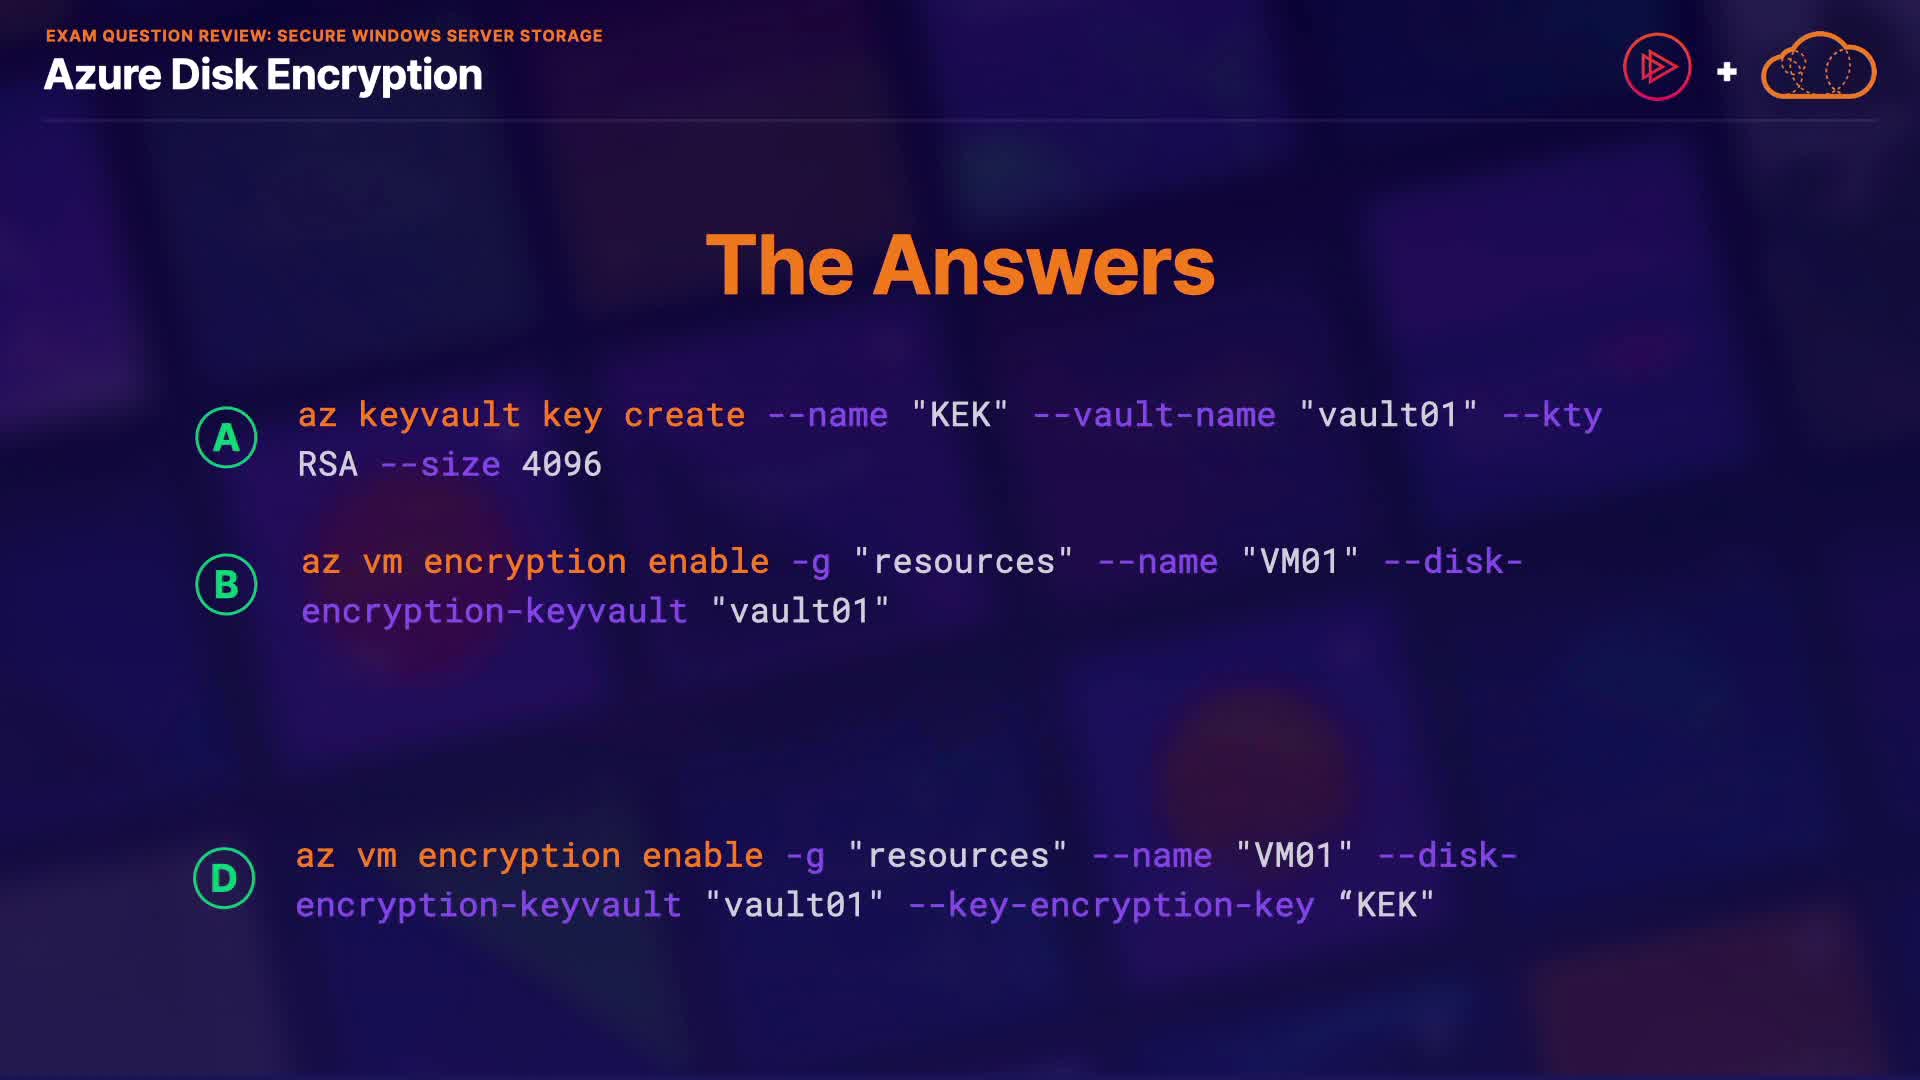 EXAM QUESTION REVIEW: SECURE WINDOWS SERVER STORAGE
Azure Disk Encryption
The Answers
A
az keyvault key create --name "KEK" --vault-name "vault01" --kty
RSA --size 4096
B
az vm encryption enable -g "resources" --name "VM01" --disk-
encryption-keyvault "vault01"
D
az vm encryption enable -g "resources" --name "VM01" --disk-
encryption-keyvault "vault01" --key-encryption-key “KEK"